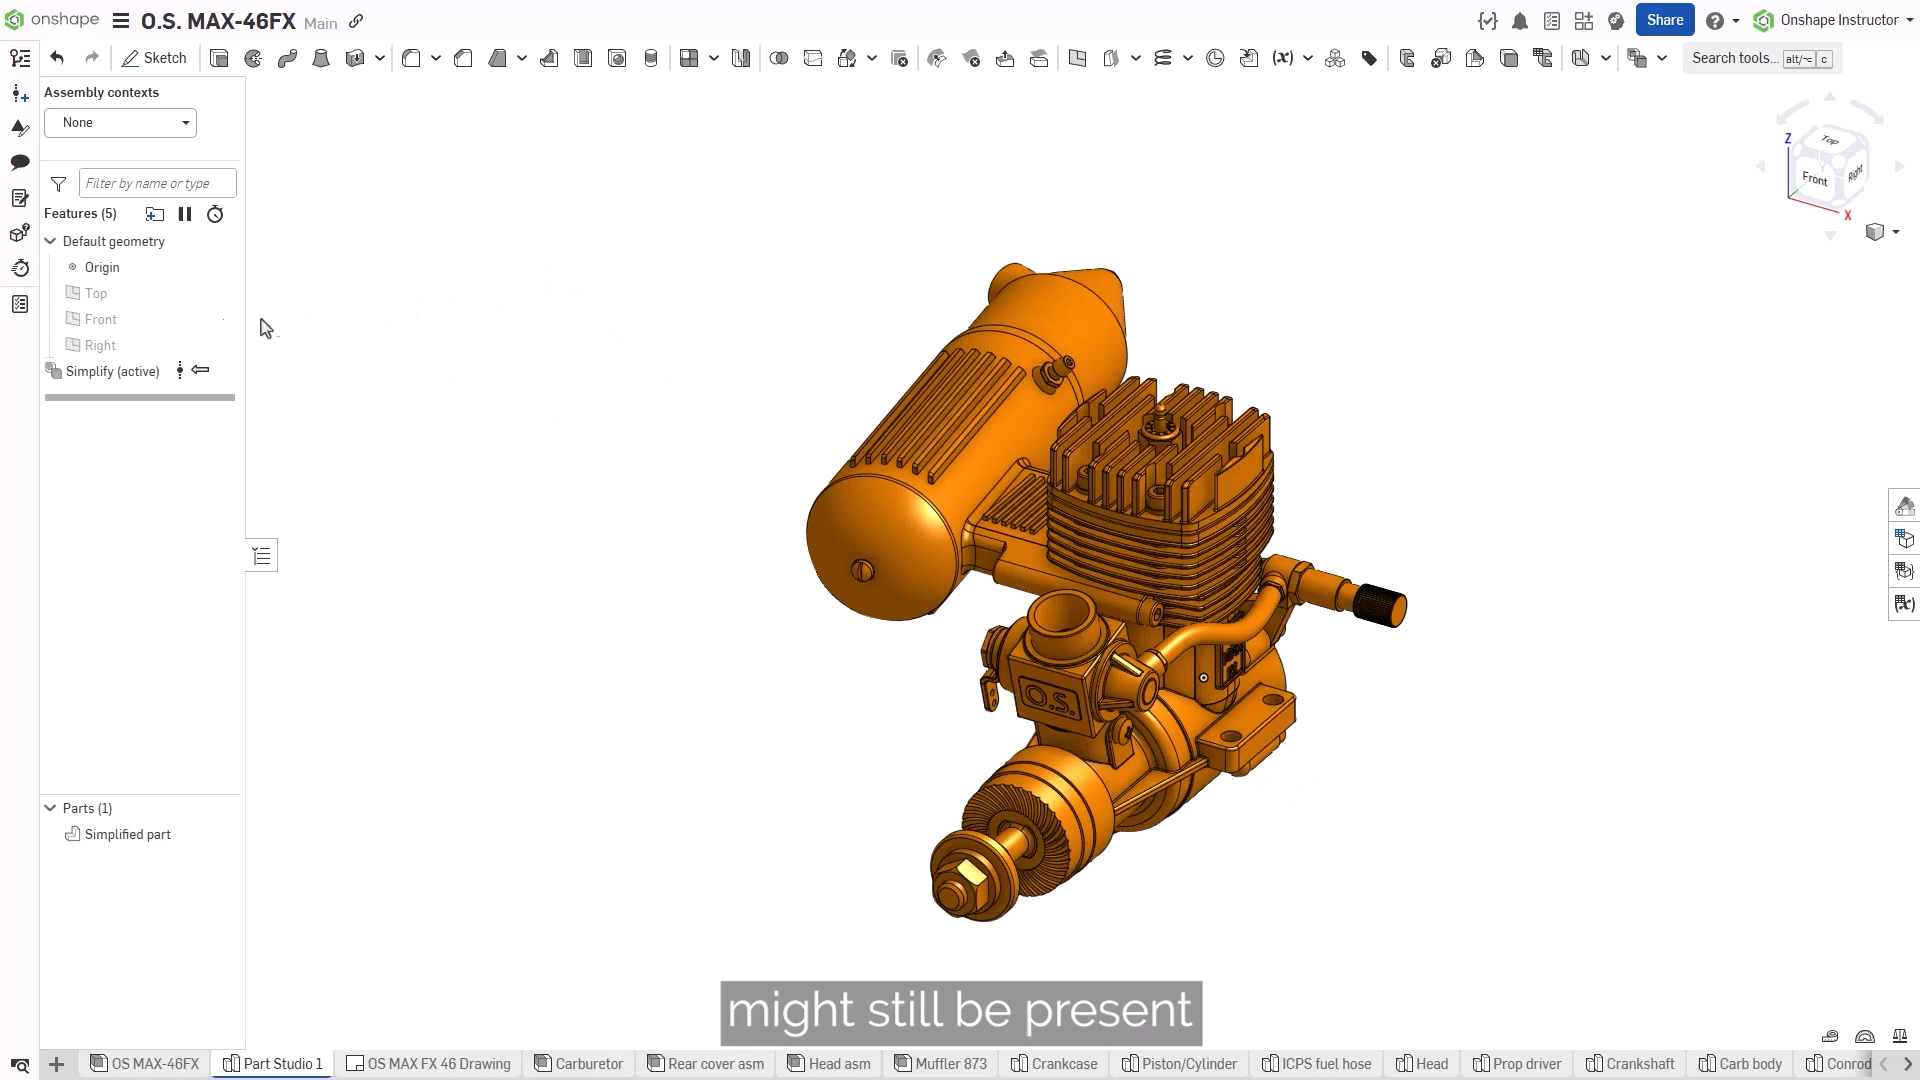 onshape
O.S. MAX-46FX Main
Share
Onshape Instructor
Sketch
Search tools... alt/⌥ c
Assembly contexts
None
Filter by name or type
Features (5)
Default geometry
Origin
Top
Front
Right
Simplify (active)
Parts (1)
Simplified part
Z
Top
Front
Right
X
O.S.
might still be present
OS MAX-46FX
Part Studio 1
OS MAX FX 46 Drawing
Carburetor
Rear cover asm
Head asm
Muffler 873
Crankcase
Piston/Cylinder
ICPS fuel hose
Head
Prop driver
Crankshaft
Carb body
Conrod